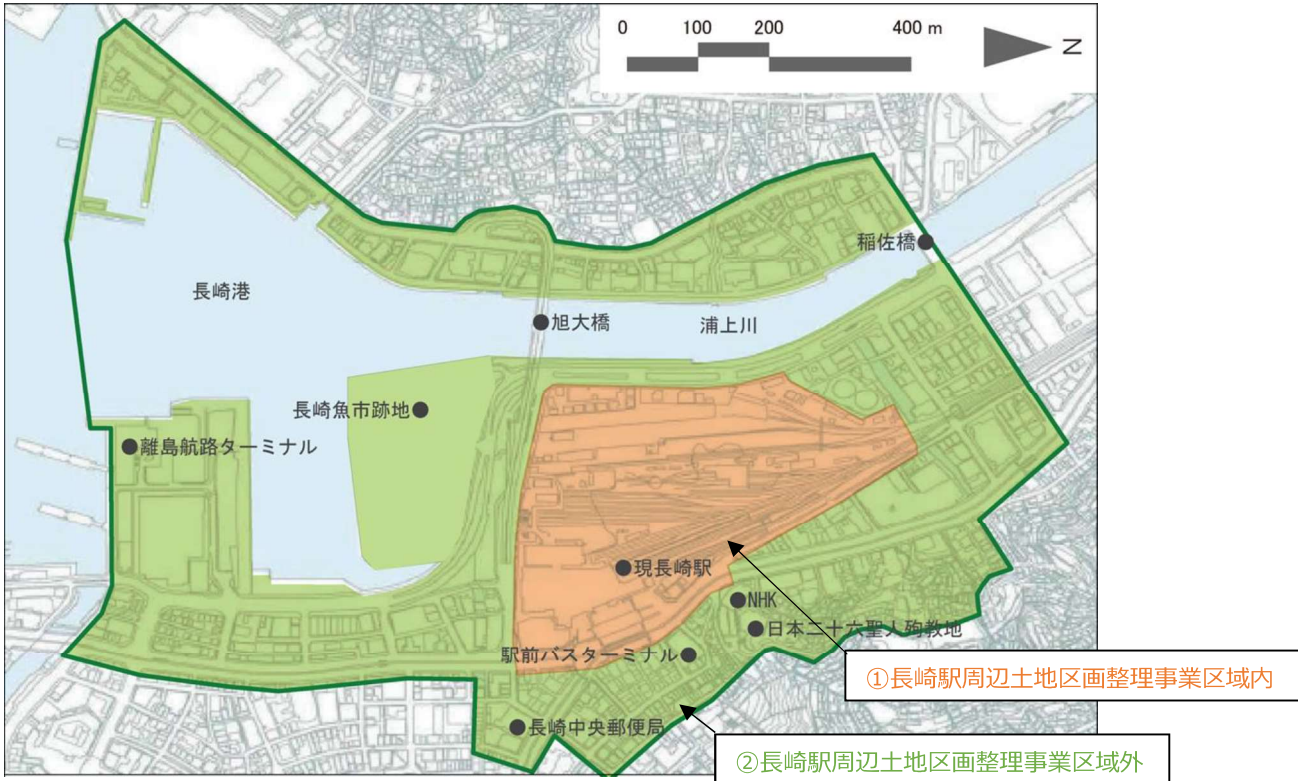 0 100 200 400 m
N
稲佐橋
長崎港
旭大橋
浦上川
長崎魚市跡地
離島航路ターミナル
現長崎駅
NHK
日本二十六聖人殉教地
駅前バスターミナル
①長崎駅周辺土地区画整理事業区域内
長崎中央郵便局
②長崎駅周辺土地区画整理事業区域外